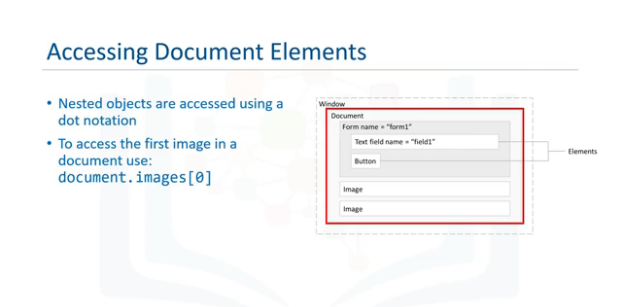 Accessing Document Elements
• Nested objects are accessed using a
dot notation
• To access the first image in a
document use:
document.images[0]
Window
Document
Form name = "form1"
Text field name = "field1"
Button
Elements
Image
Image